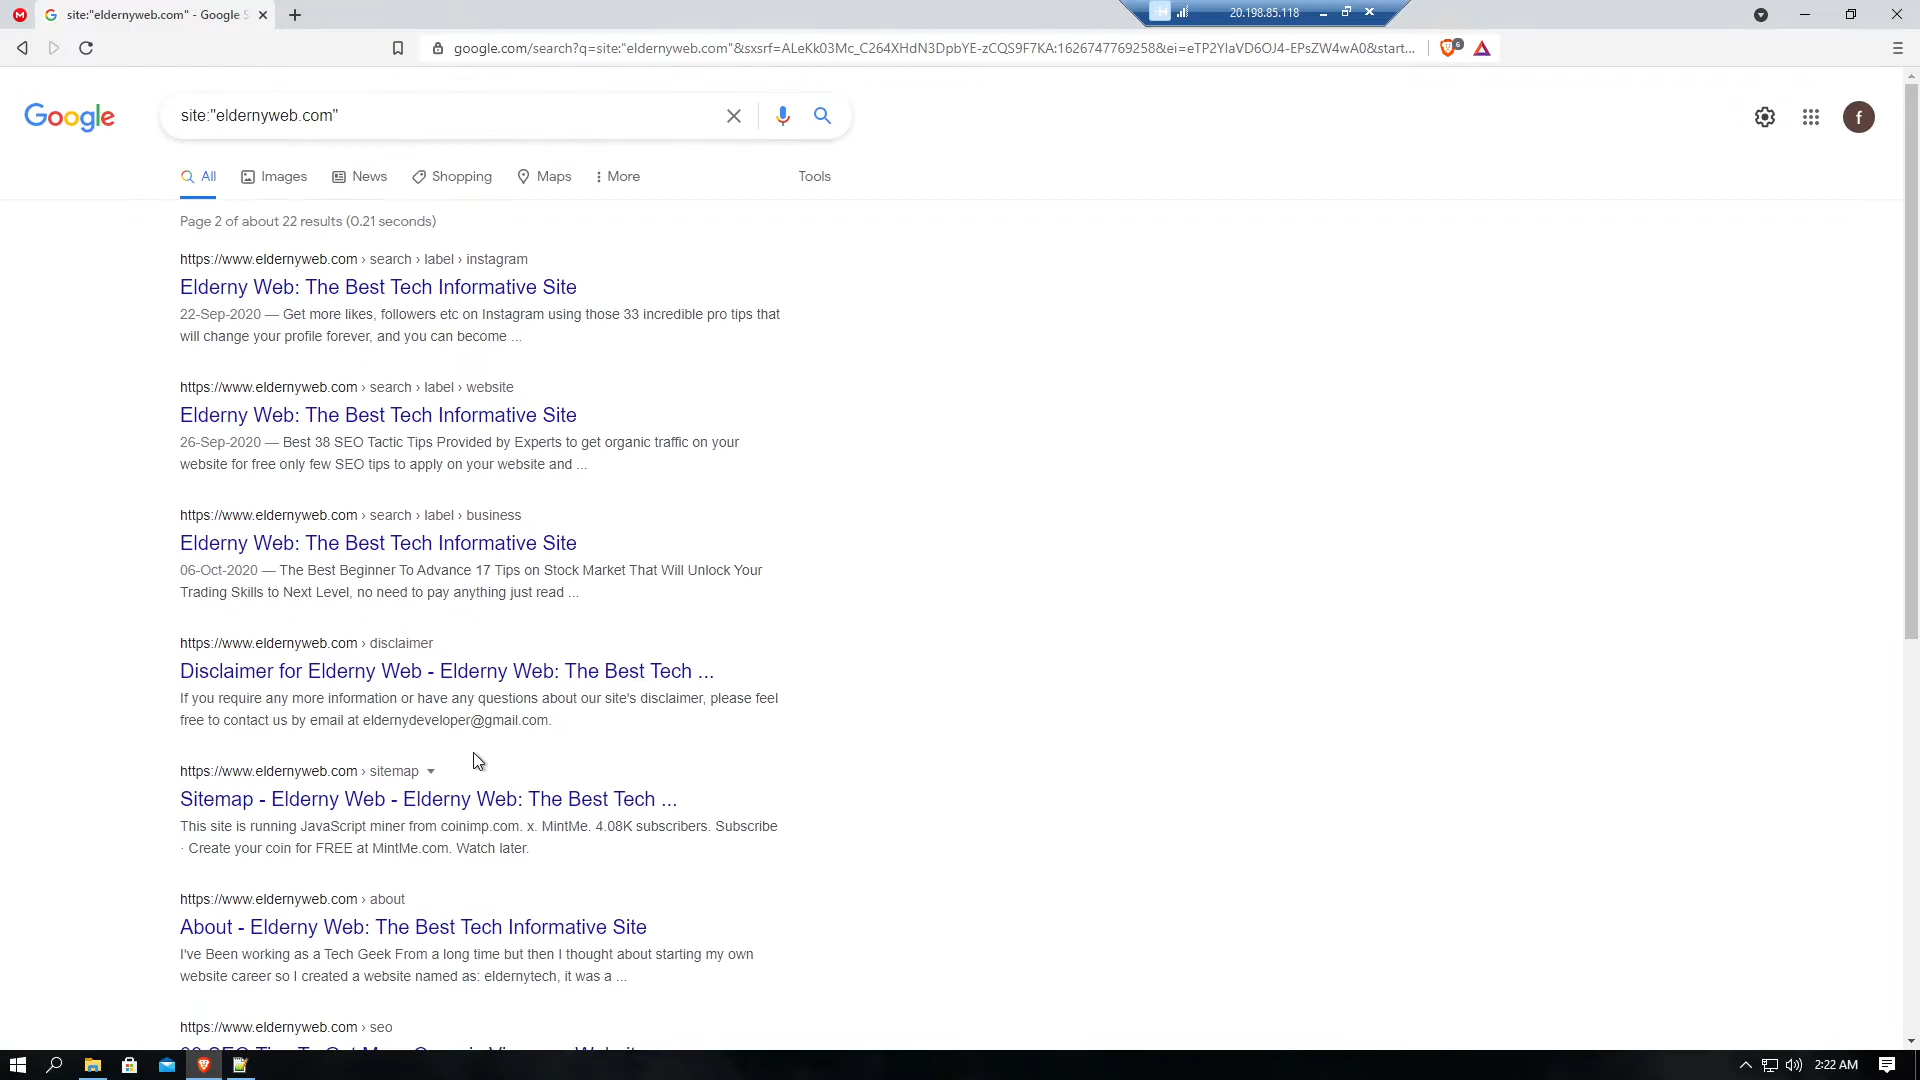 site:"eldernyweb.com" - Google S
20.198.85.118
google.com/search?q=site:"eldernyweb.com"&sxsrf=ALeKk03Mc_C264XHdN3DpbYE-zCQS9F7KA:1626747769258&ei=eTP2YIaVD6OJ4-EPsZW4wA0&start...
6
Google
site:"eldernyweb.com"
f
All Images News Shopping Maps More Tools
Page 2 of about 22 results (0.21 seconds)
https://www.eldernyweb.com › search › label › instagram
Elderny Web: The Best Tech Informative Site
22-Sep-2020 — Get more likes, followers etc on Instagram using those 33 incredible pro tips that
will change your profile forever, and you can become ...
https://www.eldernyweb.com › search › label › website
Elderny Web: The Best Tech Informative Site
26-Sep-2020 — Best 38 SEO Tactic Tips Provided by Experts to get organic traffic on your
website for free only few SEO tips to apply on your website and ...
https://www.eldernyweb.com › search › label › business
Elderny Web: The Best Tech Informative Site
06-Oct-2020 — The Best Beginner To Advance 17 Tips on Stock Market That Will Unlock Your
Trading Skills to Next Level, no need to pay anything just read ...
https://www.eldernyweb.com › disclaimer
Disclaimer for Elderny Web - Elderny Web: The Best Tech ...
If you require any more information or have any questions about our site's disclaimer, please feel
free to contact us by email at eldernydeveloper@gmail.com.
https://www.eldernyweb.com › sitemap
Sitemap - Elderny Web - Elderny Web: The Best Tech ...
This site is running JavaScript miner from coinimp.com. x. MintMe. 4.08K subscribers. Subscribe
· Create your coin for FREE at MintMe.com. Watch later.
https://www.eldernyweb.com › about
About - Elderny Web: The Best Tech Informative Site
I've Been working as a Tech Geek From a long time but then I thought about starting my own
website career so I created a website named as: eldernytech, it was a ...
https://www.eldernyweb.com › seo
2:22 AM